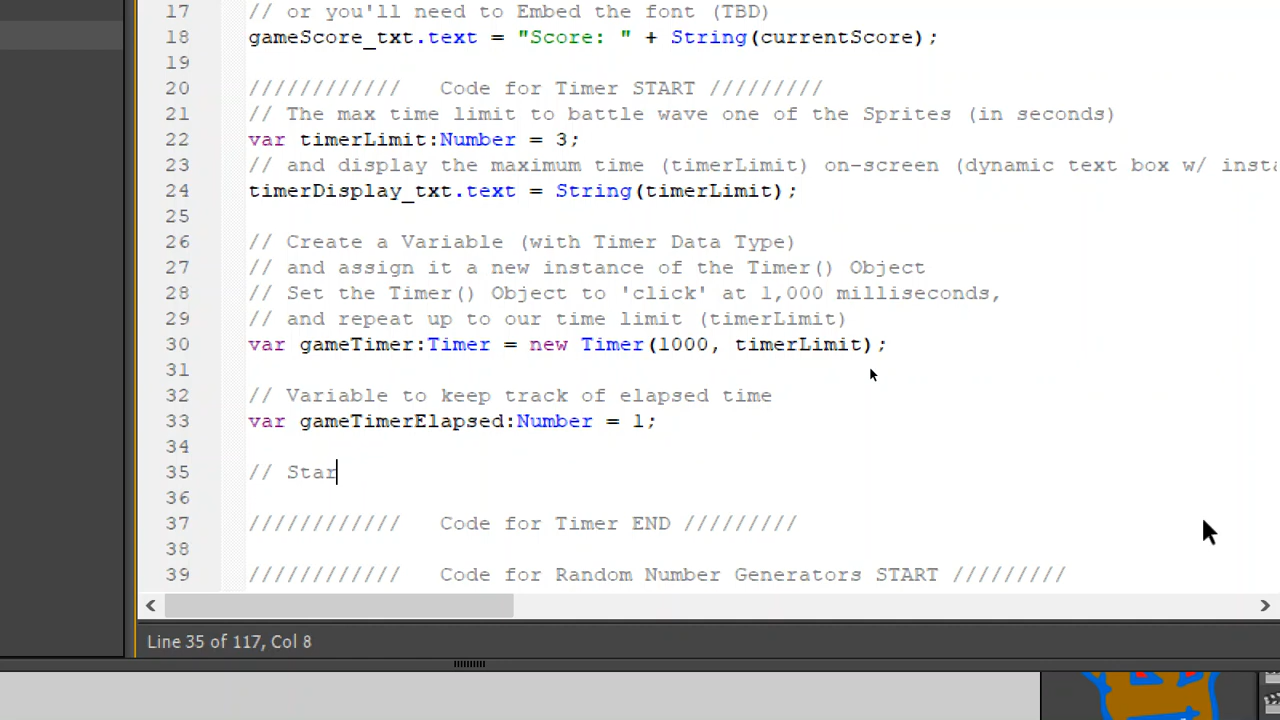 17 // or you'll need to Embed the font (TBD)
18 gameScore_txt.text = "Score: " + String(currentScore);
19
20 //////////// Code for Timer START /////////
21 // The max time limit to battle wave one of the Sprites (in seconds)
22 var timerLimit:Number = 3;
23 // and display the maximum time (timerLimit) on-screen (dynamic text box w/ insta
24 timerDisplay_txt.text = String(timerLimit);
25
26 // Create a Variable (with Timer Data Type)
27 // and assign it a new instance of the Timer() Object
28 // Set the Timer() Object to 'click' at 1,000 milliseconds,
29 // and repeat up to our time limit (timerLimit)
30 var gameTimer:Timer = new Timer(1000, timerLimit);
31
32 // Variable to keep track of elapsed time
33 var gameTimerElapsed:Number = 1;
34
35 // Star
36
37 //////////// Code for Timer END /////////
38
39 //////////// Code for Random Number Generators START /////////
Line 35 of 117, Col 8